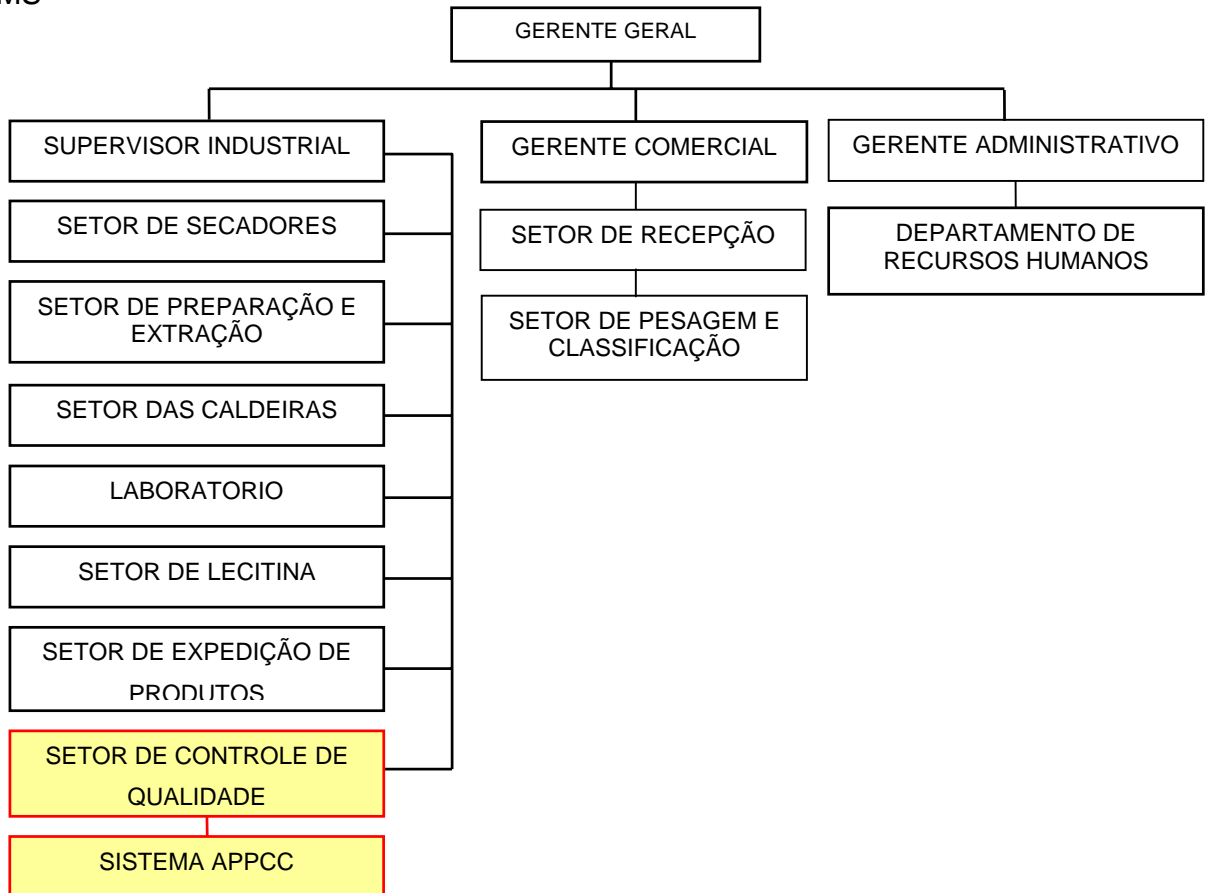 MS
GERENTE GERAL
SUPERVISOR INDUSTRIAL
SETOR DE SECADORES
SETOR DE PREPARAÇÃO E
EXTRAÇÃO
SETOR DAS CALDEIRAS
LABORATORIO
SETOR DE LECITINA
SETOR DE EXPEDIÇÃO DE
PRODUTOS
SETOR DE CONTROLE DE
QUALIDADE
SISTEMA APPCC
GERENTE COMERCIAL
SETOR DE RECEPÇÃO
SETOR DE PESAGEM E
CLASSIFICAÇÃO
GERENTE ADMINISTRATIVO
DEPARTAMENTO DE
RECURSOS HUMANOS